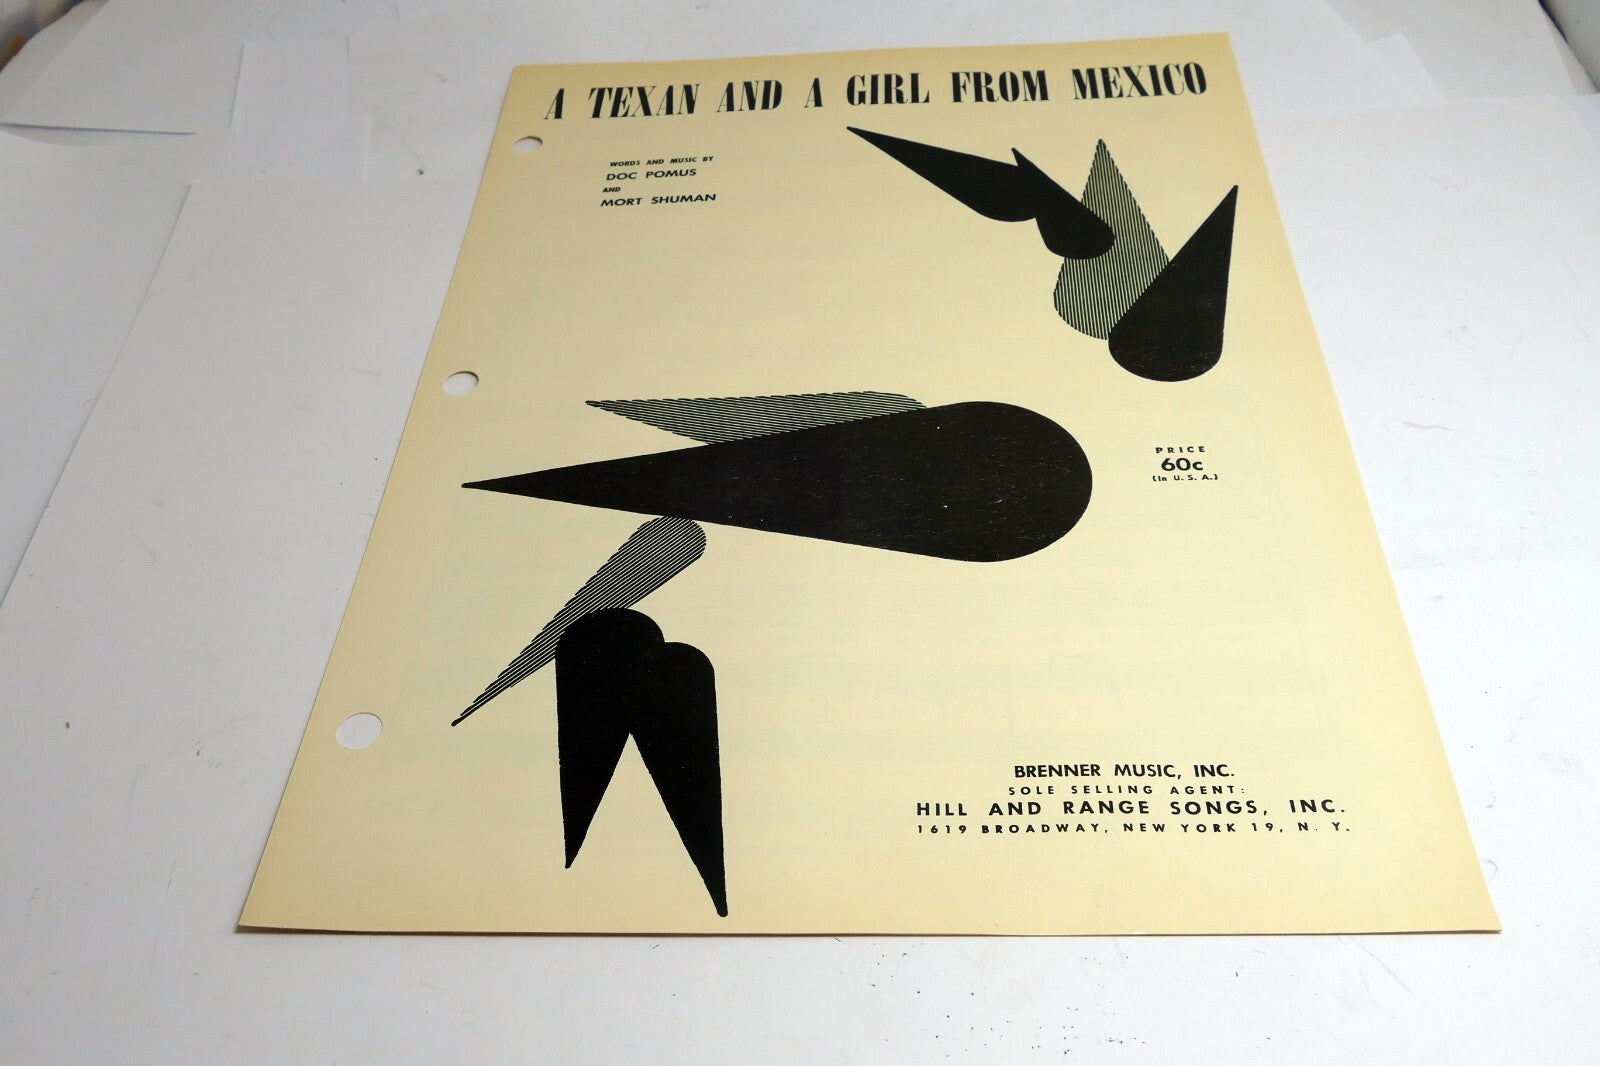 A TEXAN AND A GIRL FROM MEXICO
WORDS AND MUSIC BY
DOC POMUS
AND
MORT SHUMAN
PRICE
60c
(In U. S. A.)
BRENNER MUSIC, INC.
SOLE SELLING AGENT:
HILL AND RANGE SONGS, INC.
1619 BROADWAY, NEW YORK 19, N. Y.